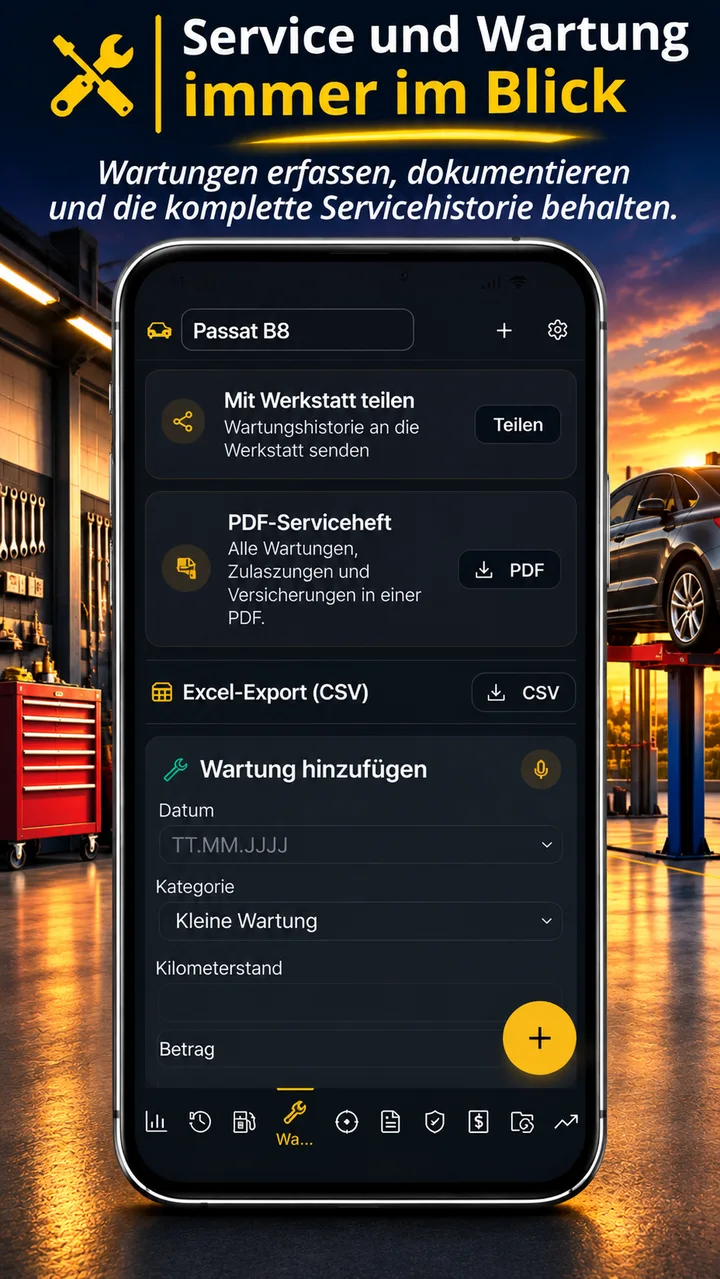 Service und Wartung
immer im Blick
Wartungen erfassen, dokumentieren
und die komplette Servicehistorie behalten.
Passat B8
Mit Werkstatt teilen
Wartungshistorie an die
Werkstatt senden
Teilen
PDF-Serviceheft
Alle Wartungen,
Zulaszungen und
Versicherungen in einer
PDF.
PDF
Excel-Export (CSV)
CSV
Wartung hinzufügen
Datum
TT.MM.JJJJ
Kategorie
Kleine Wartung
Kilometerstand
Betrag
Wa...